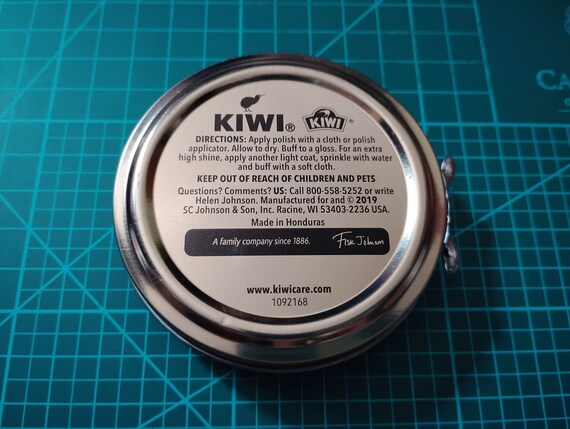 KIWI® KIWI®
DIRECTIONS: Apply polish with a cloth or polish
applicator. Allow to dry. Buff to a gloss. For an extra
high shine, apply another light coat, sprinkle with water
and buff with a soft cloth.
KEEP OUT OF REACH OF CHILDREN AND PETS
Questions? Comments? US: Call 800-558-5252 or write
Helen Johnson. Manufactured for and © 2019
SC Johnson & Son, Inc. Racine, WI 53403-2236 USA.
Made in Honduras
A family company since 1886. Fisk Johnson
www.kiwicare.com
1092168